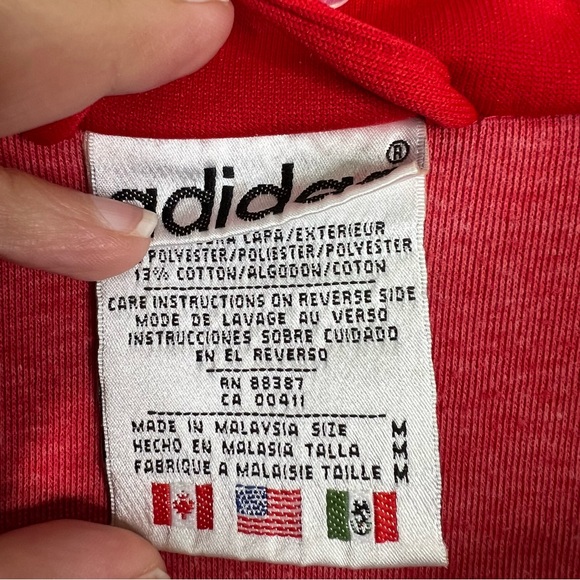 adidas®
CAPA/EXTERIEUR
POLYESTER/POLIESTER/POLYESTER
13% COTTON/ALGODON/COTON
CARE INSTRUCTIONS ON REVERSE SIDE
MODE DE LAVAGE AU VERSO
INSTRUCCIONES SOBRE CUIDADO
EN EL REVERSO
RN 88387
CA 00411
MADE IN MALAYSIA SIZE M
HECHO EN MALASIA TALLA M
FABRIQUE A MALAISIE TAILLE M